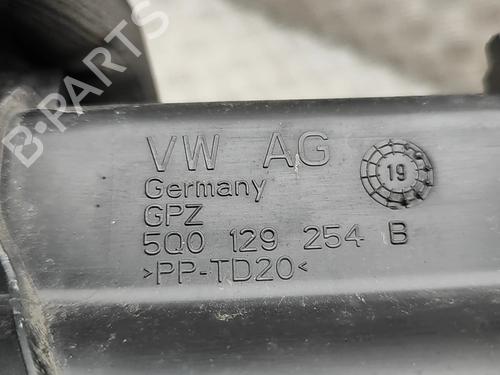 B-PARTS
VW AG
Germany
19
GPZ
5Q0 129 254 B
>PP-TD20<